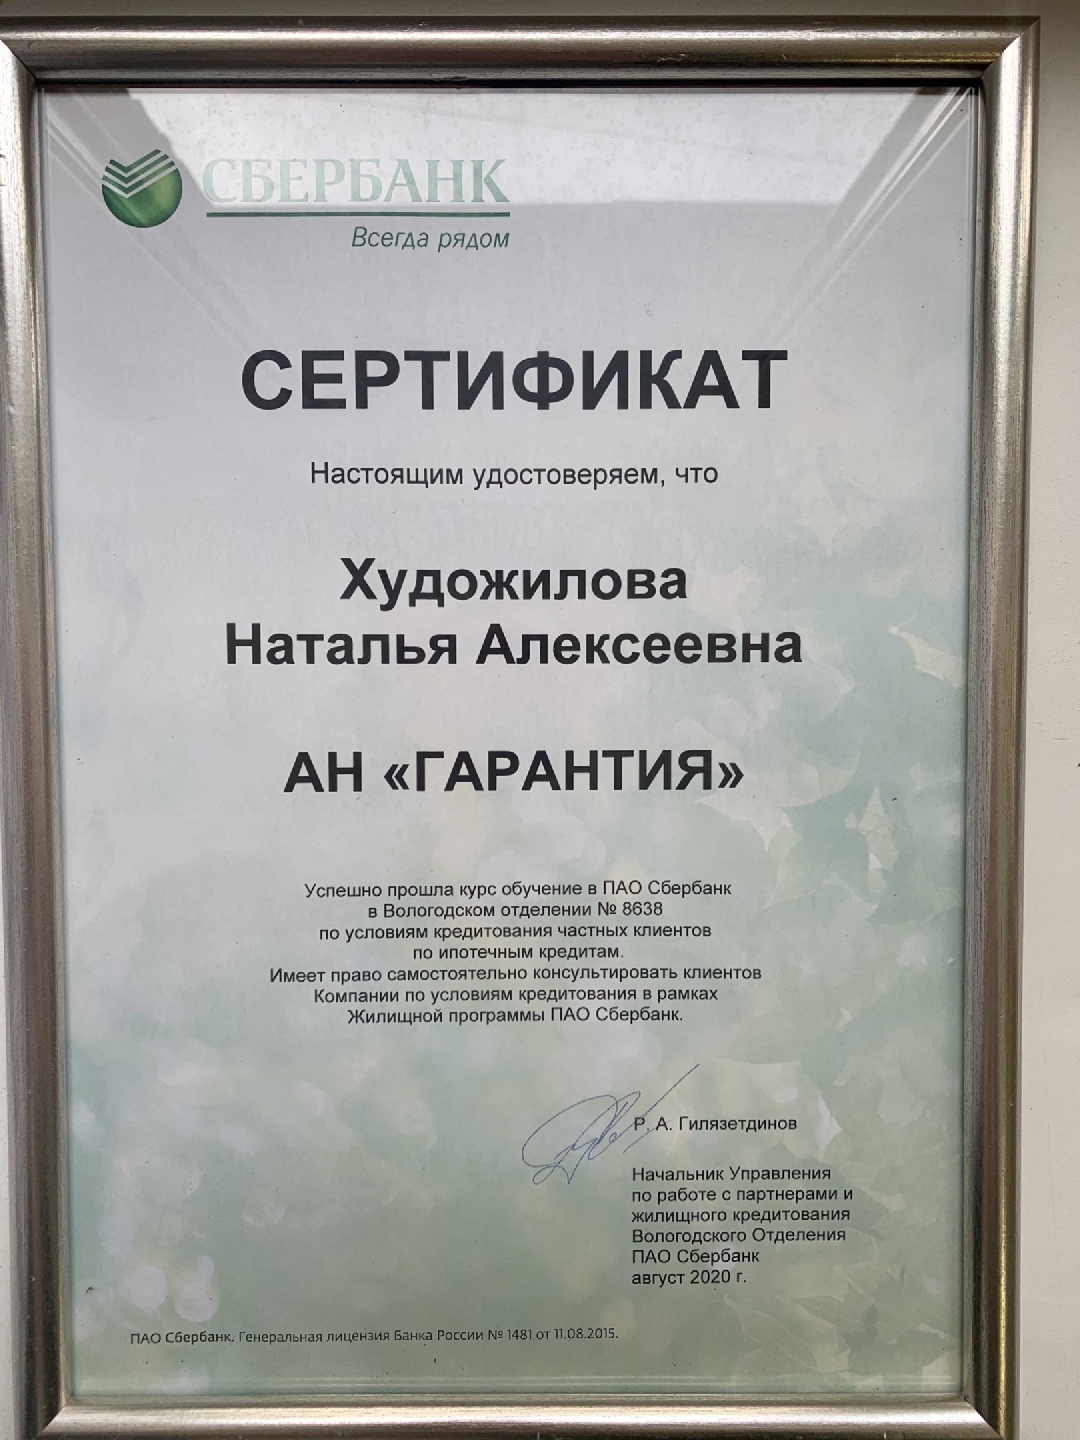 СБЕРБАНК
Всегда рядом
СЕРТИФИКАТ
Настоящим удостоверяем, что
Художилова
Наталья Алексеевна
АН «ГАРАНТИЯ»
Успешно прошла курс обучение в ПАО Сбербанк
в Вологодском отделении № 8638
по условиям кредитования частных клиентов
по ипотечным кредитам.
Имеет право самостоятельно консультировать клиентов
Компании по условиям кредитования в рамках
Жилищной программы ПАО Сбербанк.
Р. А. Гилязетдинов
Начальник Управления
по работе с партнерами и
жилищного кредитования
Вологодского Отделения
ПАО Сбербанк
август 2020 г.
ПАО Сбербанк. Генеральная лицензия Банка России № 1481 от 11.08.2015.